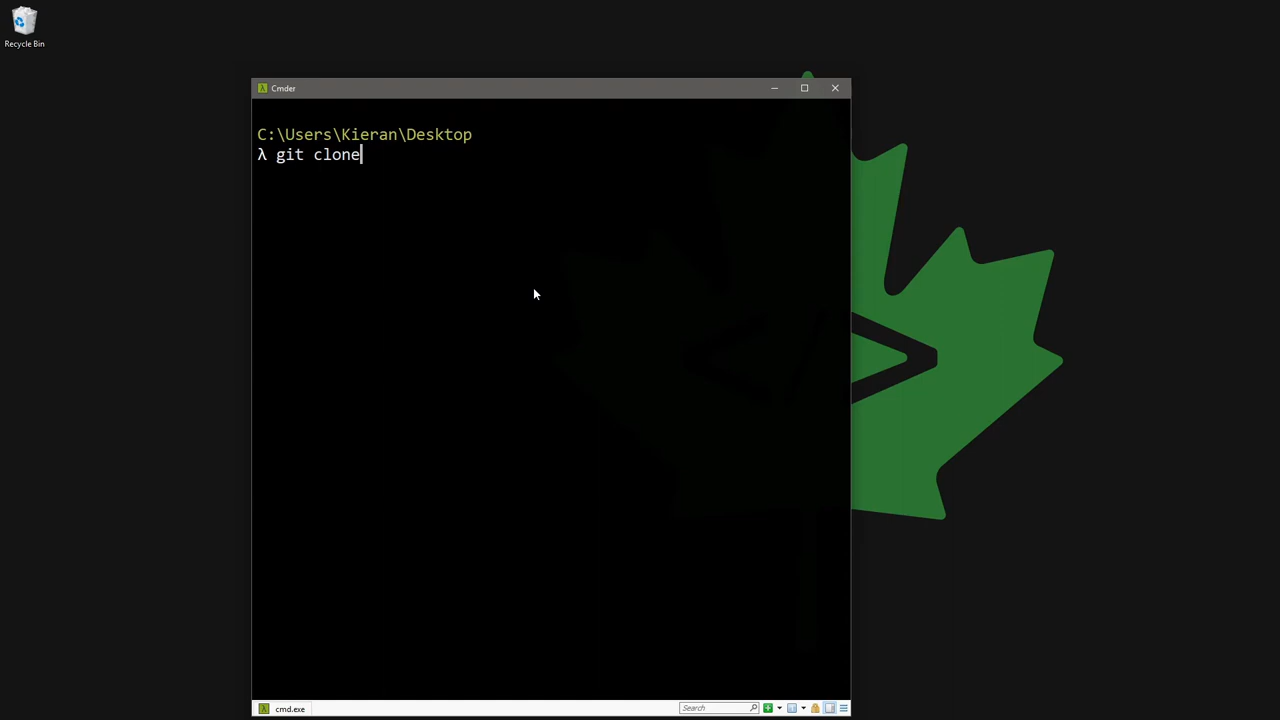 Recycle Bin
Cmder
C:\Users\Kieran\Desktop
λ git clone
cmd.exe
Search